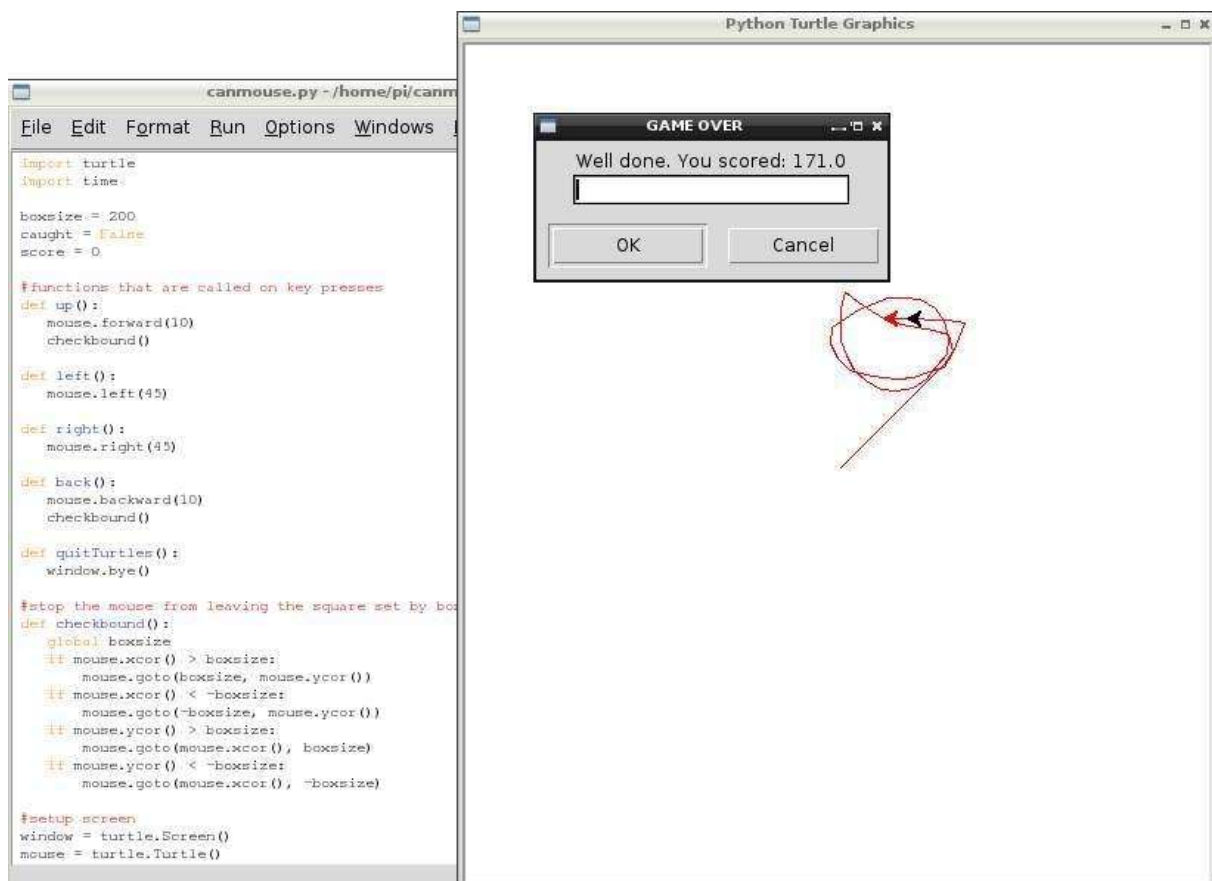 Python Turtle Graphics
canmouse.py - /home/pi/canm
File Edit Format Run Options Windows
import turtle
import time
boxsize = 200
caught = False
score = 0
#functions that are called on key presses
def up():
mouse.forward(10)
checkbound()
def left():
mouse.left(45)
def right():
mouse.right(45)
def back():
mouse.backward(10)
checkbound()
def quitTurtles():
window.bye()
#stop the mouse from leaving the square set by bo
def checkbound():
global boxsize
if mouse.xcor() > boxsize:
mouse.goto(boxsize, mouse.ycor())
if mouse.xcor() < -boxsize:
mouse.goto(-boxsize, mouse.ycor())
if mouse.ycor() > boxsize:
mouse.goto(mouse.xcor(), boxsize)
if mouse.ycor() < -boxsize:
mouse.goto(mouse.xcor(), -boxsize)
#setup screen
window = turtle.Screen()
mouse = turtle.Turtle()
GAME OVER
Well done. You scored: 171.0
OK Cancel